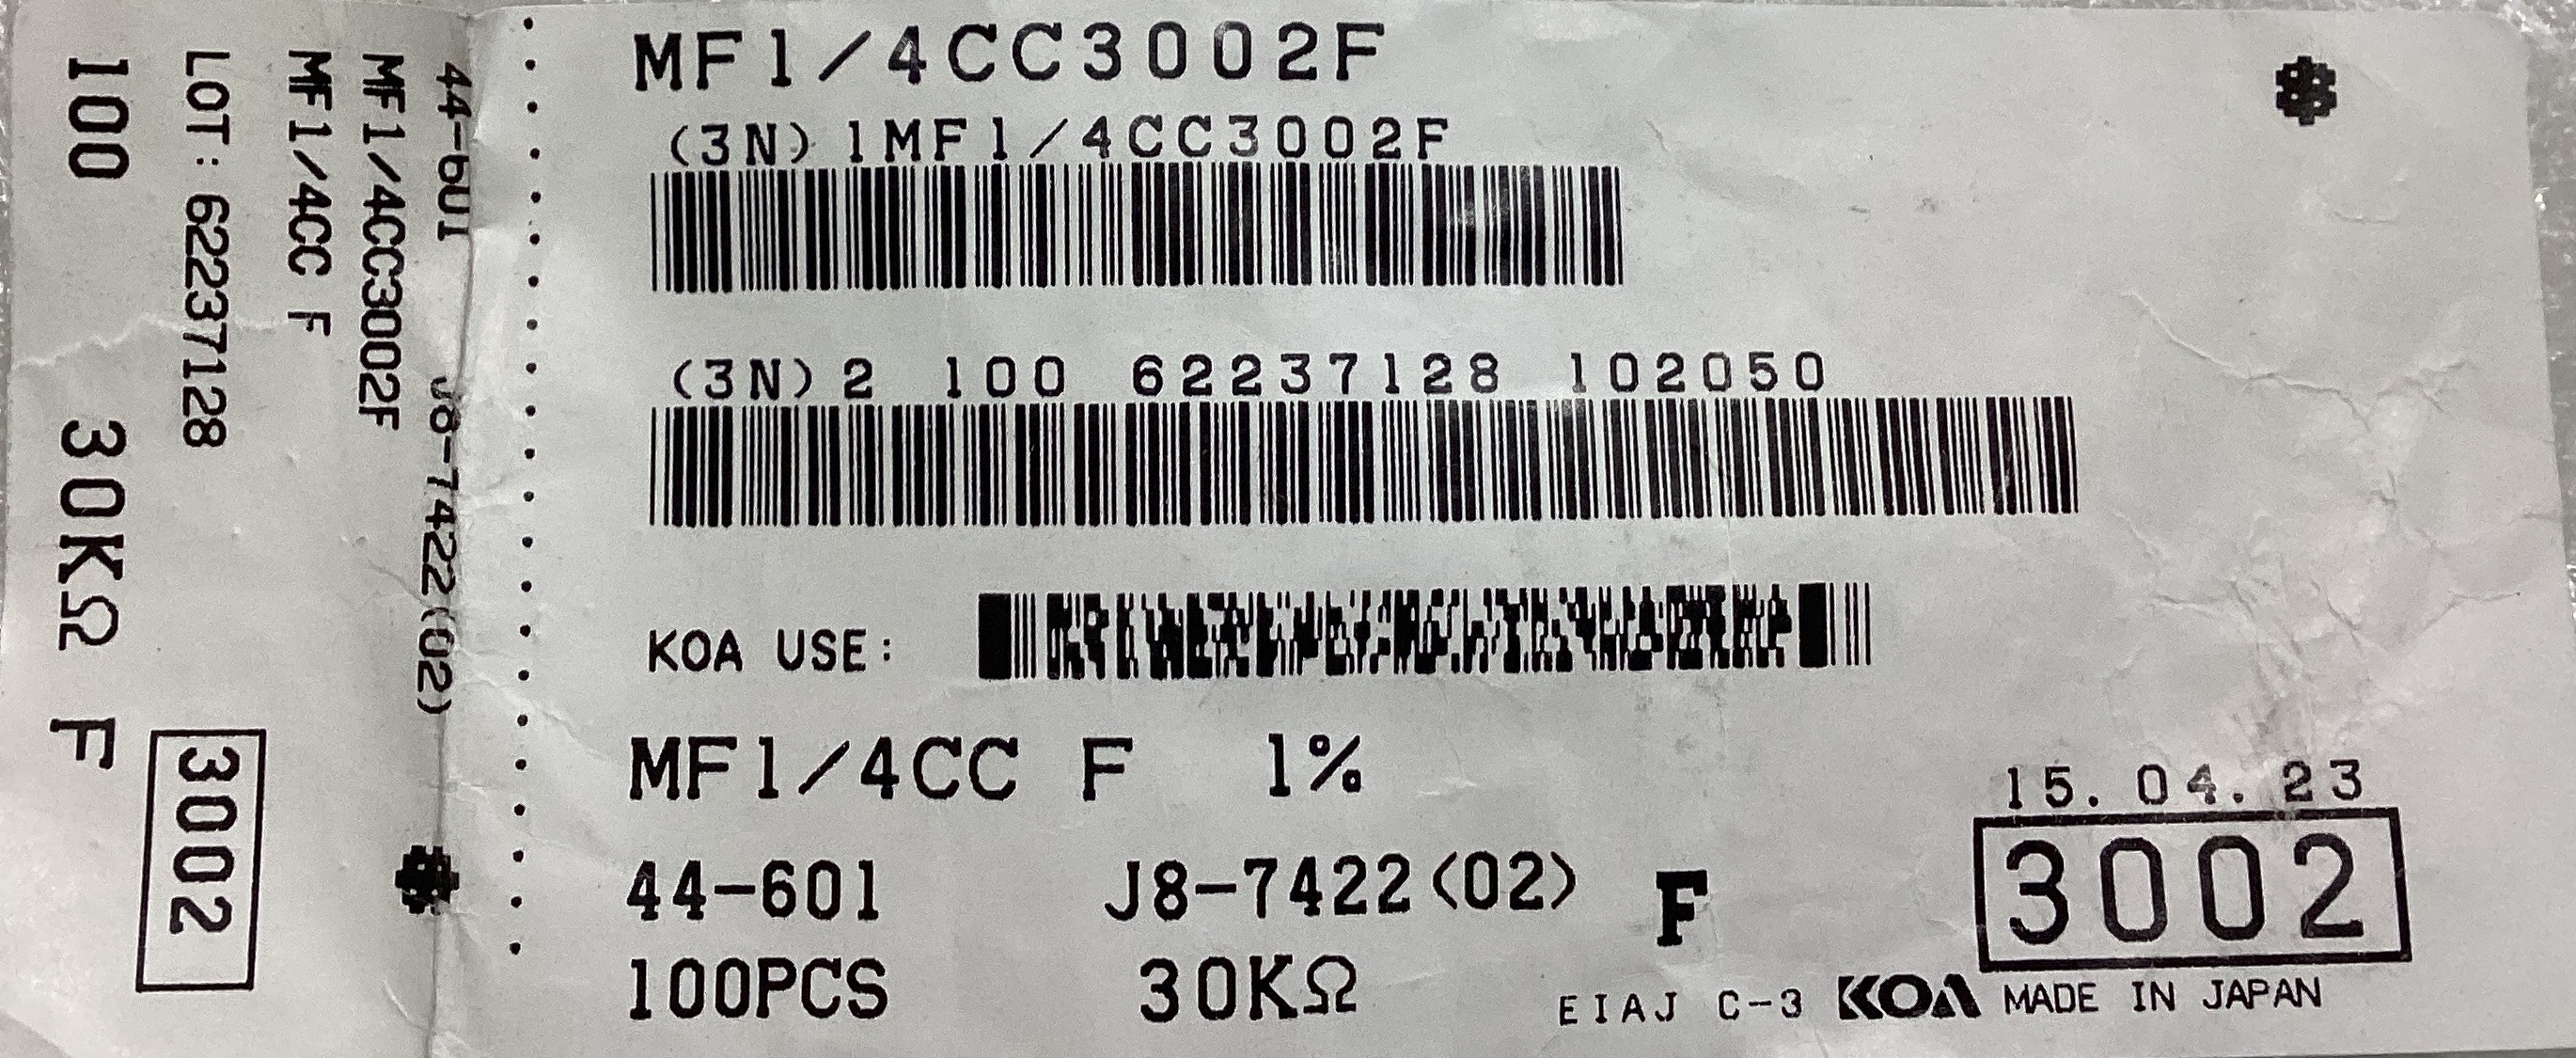 MF1/4CC3002F
(3N)1MF1/4CC3002F
(3N)2 100 62237128 102050
KOA USE:
MF1/4CC F 1%
15.04.23
44-601 J8-7422(02) F 3002
100PCS 30KΩ EIAJ C-3 KOA MADE IN JAPAN
44-601 J8-7422(02)
MF1/4CC3002F
MF1/4CC F
LOT: 62237128 3002
100 30KΩ F